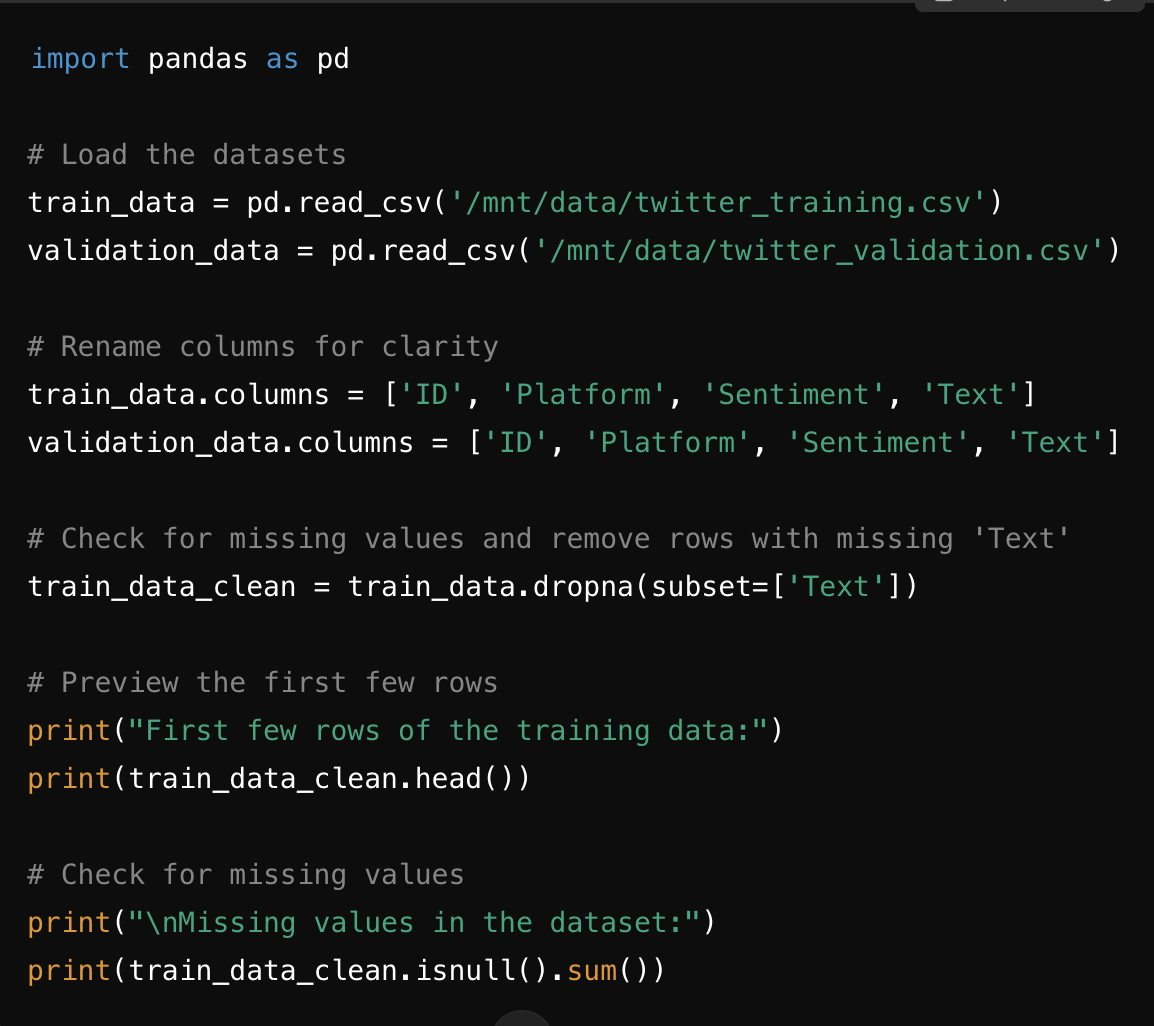 import pandas as pd
# Load the datasets
train_data = pd.read_csv('/mnt/data/twitter_training.csv')
validation_data = pd.read_csv('/mnt/data/twitter_validation.csv')
# Rename columns for clarity
train_data.columns = ['ID', 'Platform', 'Sentiment', 'Text']
validation_data.columns = ['ID', 'Platform', 'Sentiment', 'Text']
# Check for missing values and remove rows with missing 'Text'
train_data_clean = train_data.dropna(subset=['Text'])
# Preview the first few rows
print("First few rows of the training data:")
print(train_data_clean.head())
# Check for missing values
print("\nMissing values in the dataset:")
print(train_data_clean.isnull().sum())